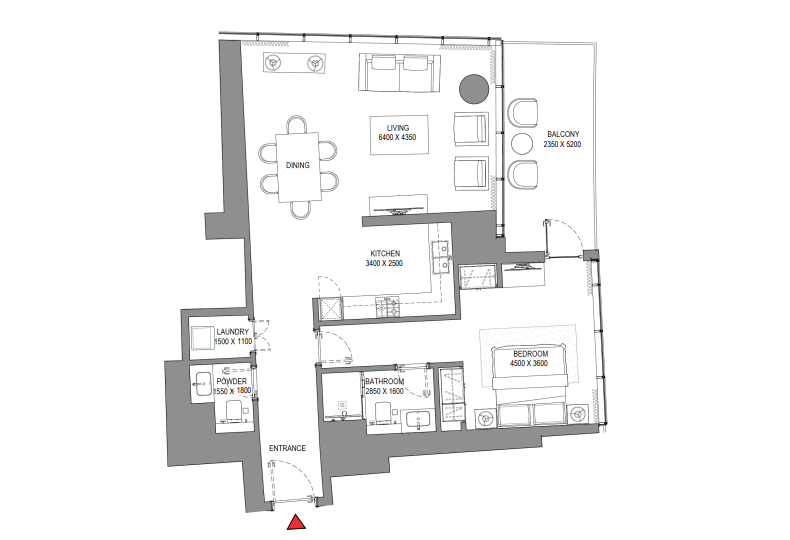 LIVING
6400 X 4350
BALCONY
2350 X 5200
DINING
KITCHEN
3400 X 2500
LAUNDRY
1500 X 1100
BEDROOM
4500 X 3600
POWDER
1550 X 1800
BATHROOM
2850 X 1600
ENTRANCE